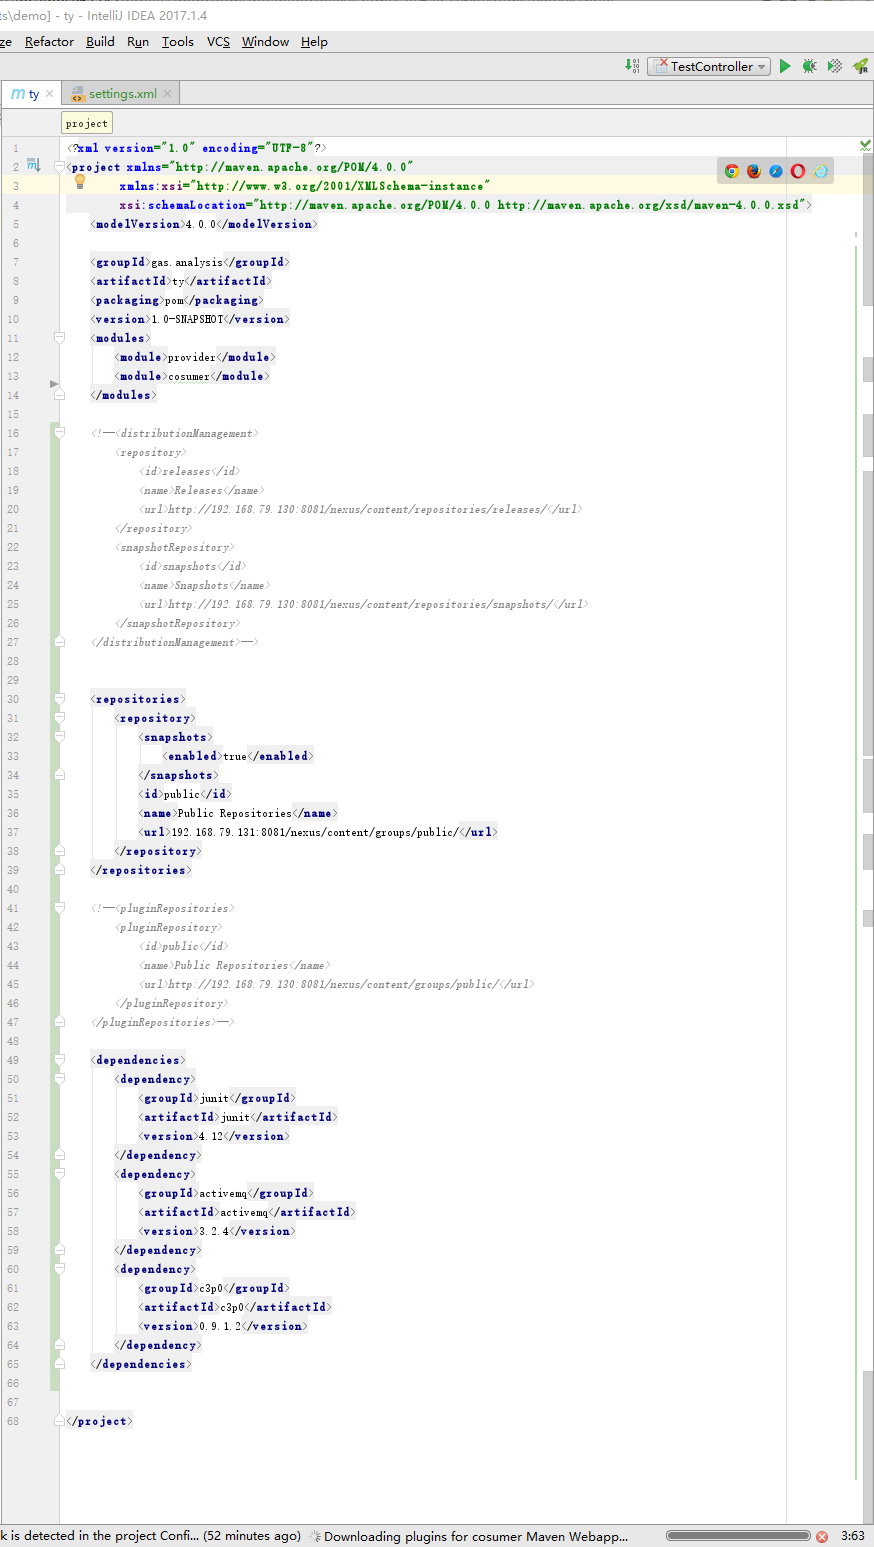 ts\demo] - ty - IntelliJ IDEA 2017.1.4
ze Refactor Build Run Tools VCS Window Help
TestController
ty settings.xml
project
1 <?xml version="1.0" encoding="UTF-8"?>
2 <project xmlns="http://maven.apache.org/POM/4.0.0"
3 xmlns:xsi="http://www.w3.org/2001/XMLSchema-instance"
4 xsi:schemaLocation="http://maven.apache.org/POM/4.0.0 http://maven.apache.org/xsd/maven-4.0.0.xsd">
5 <modelVersion>4.0.0</modelVersion>
6
7 <groupId>gas.analysis</groupId>
8 <artifactId>ty</artifactId>
9 <packaging>pom</packaging>
10 <version>1.0-SNAPSHOT</version>
11 <modules>
12 <module>provider</module>
13 <module>cosumer</module>
14 </modules>
15
16 <!--<distributionManagement>
17 <repository>
18 <id>releases</id>
19 <name>Releases</name>
20 <url>http://192.168.79.130:8081/nexus/content/repositories/releases/</url>
21 </repository>
22 <snapshotRepository>
23 <id>snapshots</id>
24 <name>Snapshots</name>
25 <url>http://192.168.79.130:8081/nexus/content/repositories/snapshots/</url>
26 </snapshotRepository>
27 </distributionManagement>-->
28
29
30 <repositories>
31 <repository>
32 <snapshots>
33 <enabled>true</enabled>
34 </snapshots>
35 <id>public</id>
36 <name>Public Repositories</name>
37 <url>192.168.79.131:8081/nexus/content/groups/public/</url>
38 </repository>
39 </repositories>
40
41 <!--<pluginRepositories>
42 <pluginRepository>
43 <id>public</id>
44 <name>Public Repositories</name>
45 <url>http://192.168.79.130:8081/nexus/content/groups/public/</url>
46 </pluginRepository>
47 </pluginRepositories>-->
48
49 <dependencies>
50 <dependency>
51 <groupId>junit</groupId>
52 <artifactId>junit</artifactId>
53 <version>4.12</version>
54 </dependency>
55 <dependency>
56 <groupId>activemq</groupId>
57 <artifactId>activemq</artifactId>
58 <version>3.2.4</version>
59 </dependency>
60 <dependency>
61 <groupId>c3p0</groupId>
62 <artifactId>c3p0</artifactId>
63 <version>0.9.1.2</version>
64 </dependency>
65 </dependencies>
66
67
68 </project>
k is detected in the project Confi... (52 minutes ago) Downloading plugins for cosumer Maven Webapp... 3:63